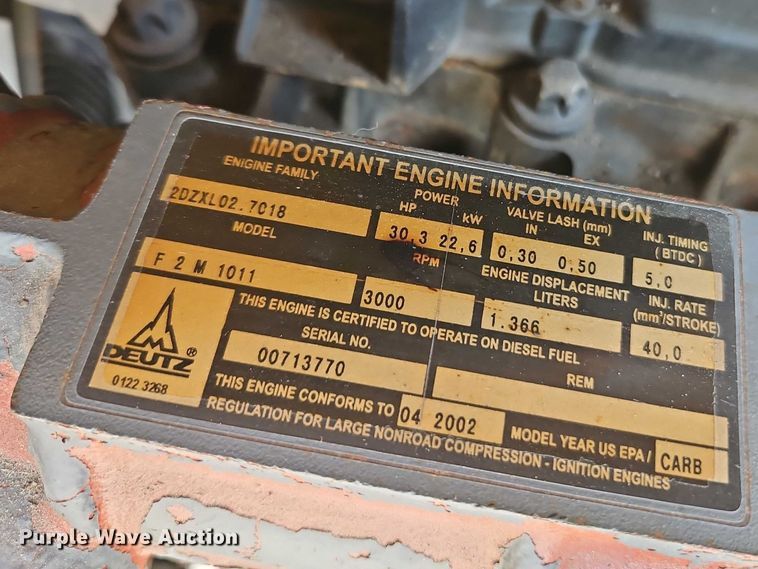 IMPORTANT ENGINE INFORMATION
ENGINE FAMILY
2DZXL02.7018
MODEL
F 2 M 1011
POWER
HP kW
30,3 22,6
RPM
3000
VALVE LASH (mm)
IN EX
0,30 0,50
ENGINE DISPLACEMENT
LITERS
1.366
INJ. TIMING
(BTDC)
5,0
INJ. RATE
(mm³/STROKE)
40,0
THIS ENGINE IS CERTIFIED TO OPERATE ON DIESEL FUEL
SERIAL NO.
00713770
REM
DEUTZ ®
0122 3268
THIS ENGINE CONFORMS TO 04 2002 MODEL YEAR US EPA / CARB
REGULATION FOR LARGE NONROAD COMPRESSION - IGNITION ENGINES
Purple Wave Auction